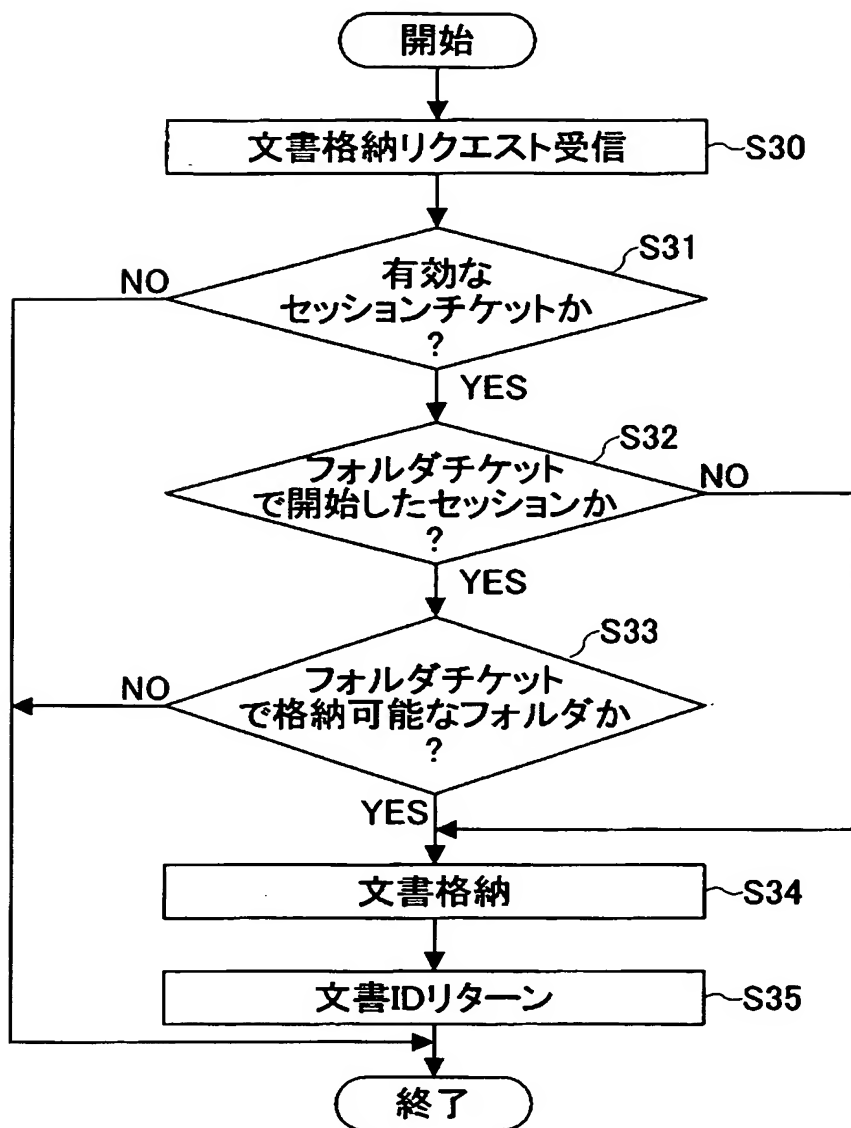 開始
文書格納リクエスト受信
S30
S31
有効な
セッションチケットか
?
NO
YES
S32
フォルダチケット
で開始したセッションか
?
NO
YES
S33
フォルダチケット
で格納可能なフォルダか
?
NO
YES
文書格納
S34
文書IDリターン
S35
終了